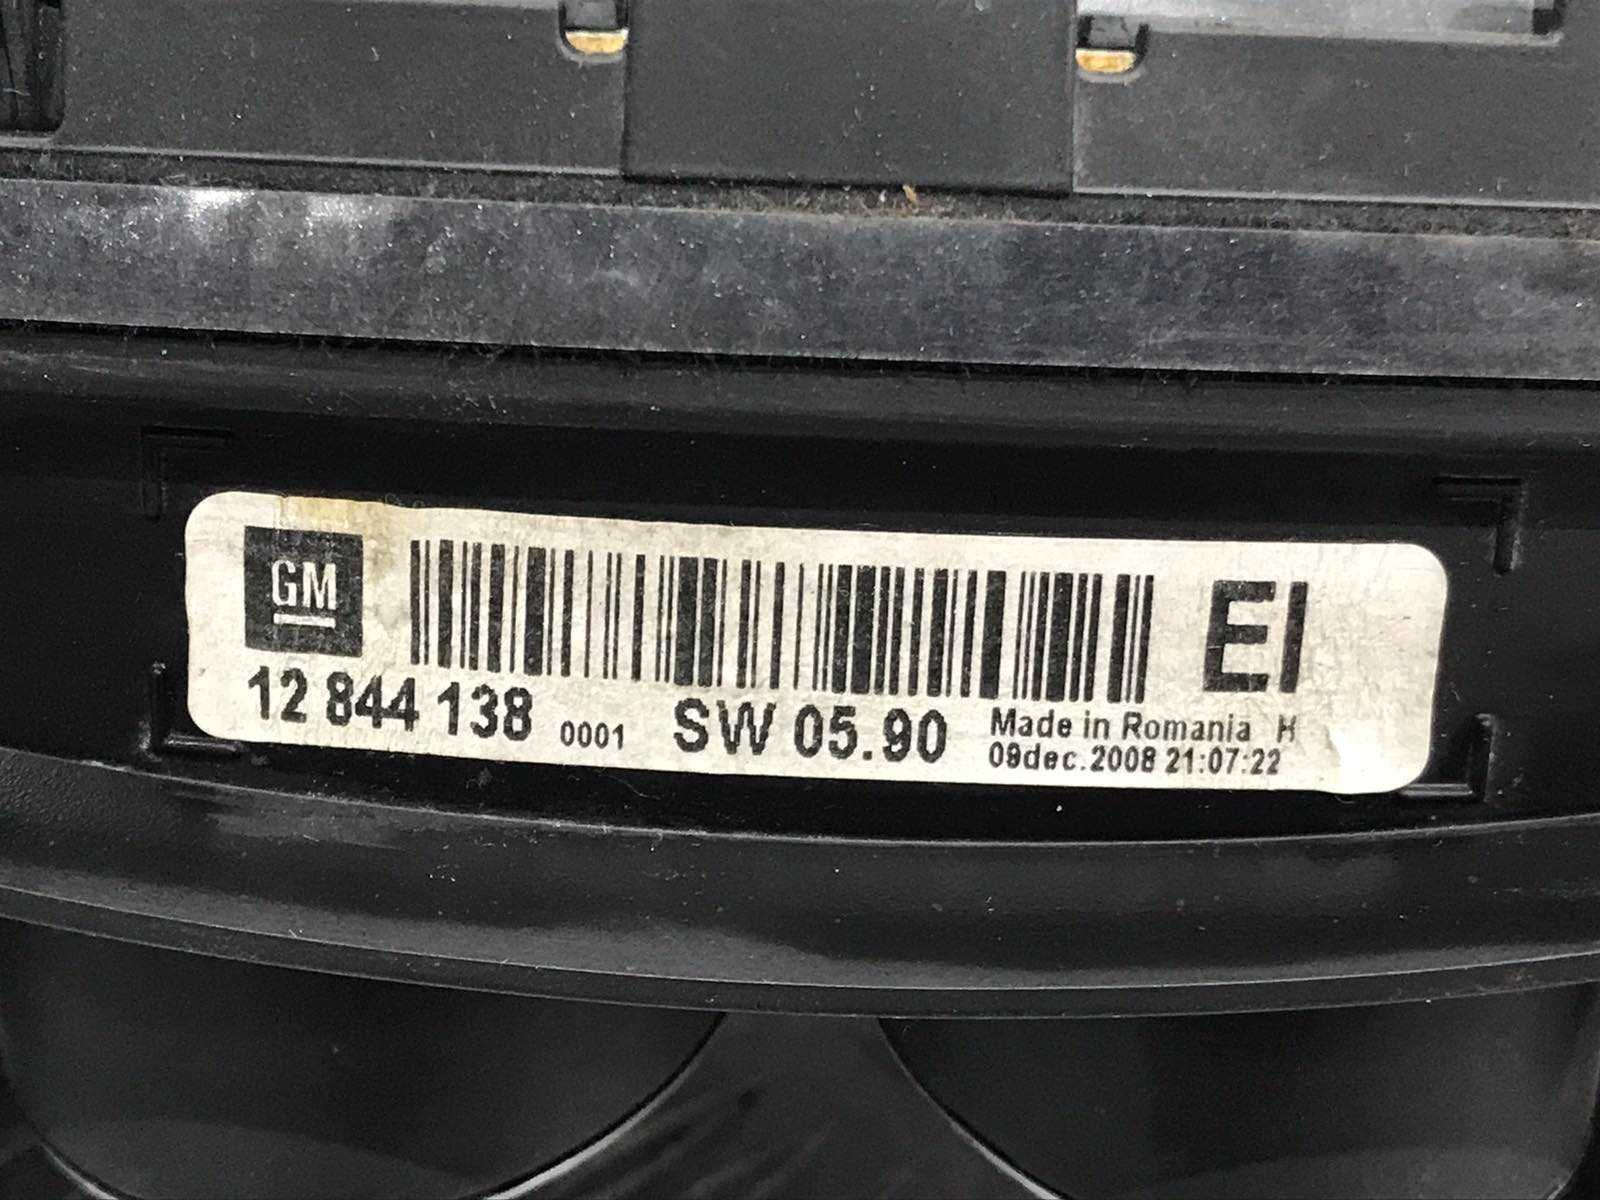 GM
EI
12 844 138 0001 SW 05.90
Made in Romania H
09dec.2008 21:07:22